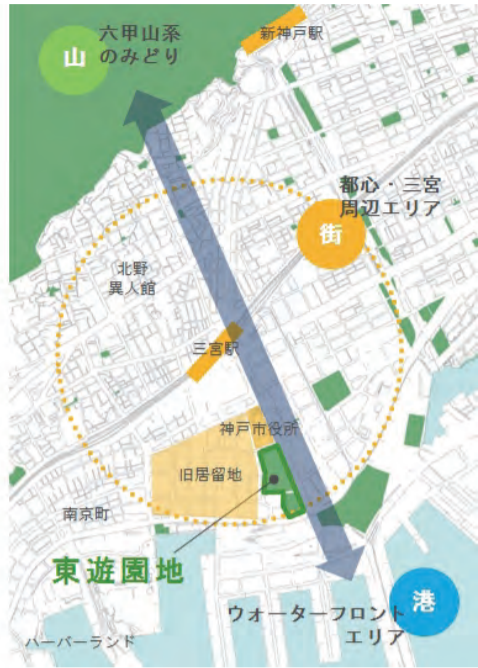 山
六甲山系
のみどり
新神戸駅
都心・三宮
周辺エリア
街
北野
異人館
三宮駅
神戸市役所
旧居留地
南京町
東遊園地
港
ウォーターフロント
エリア
ハーバーランド